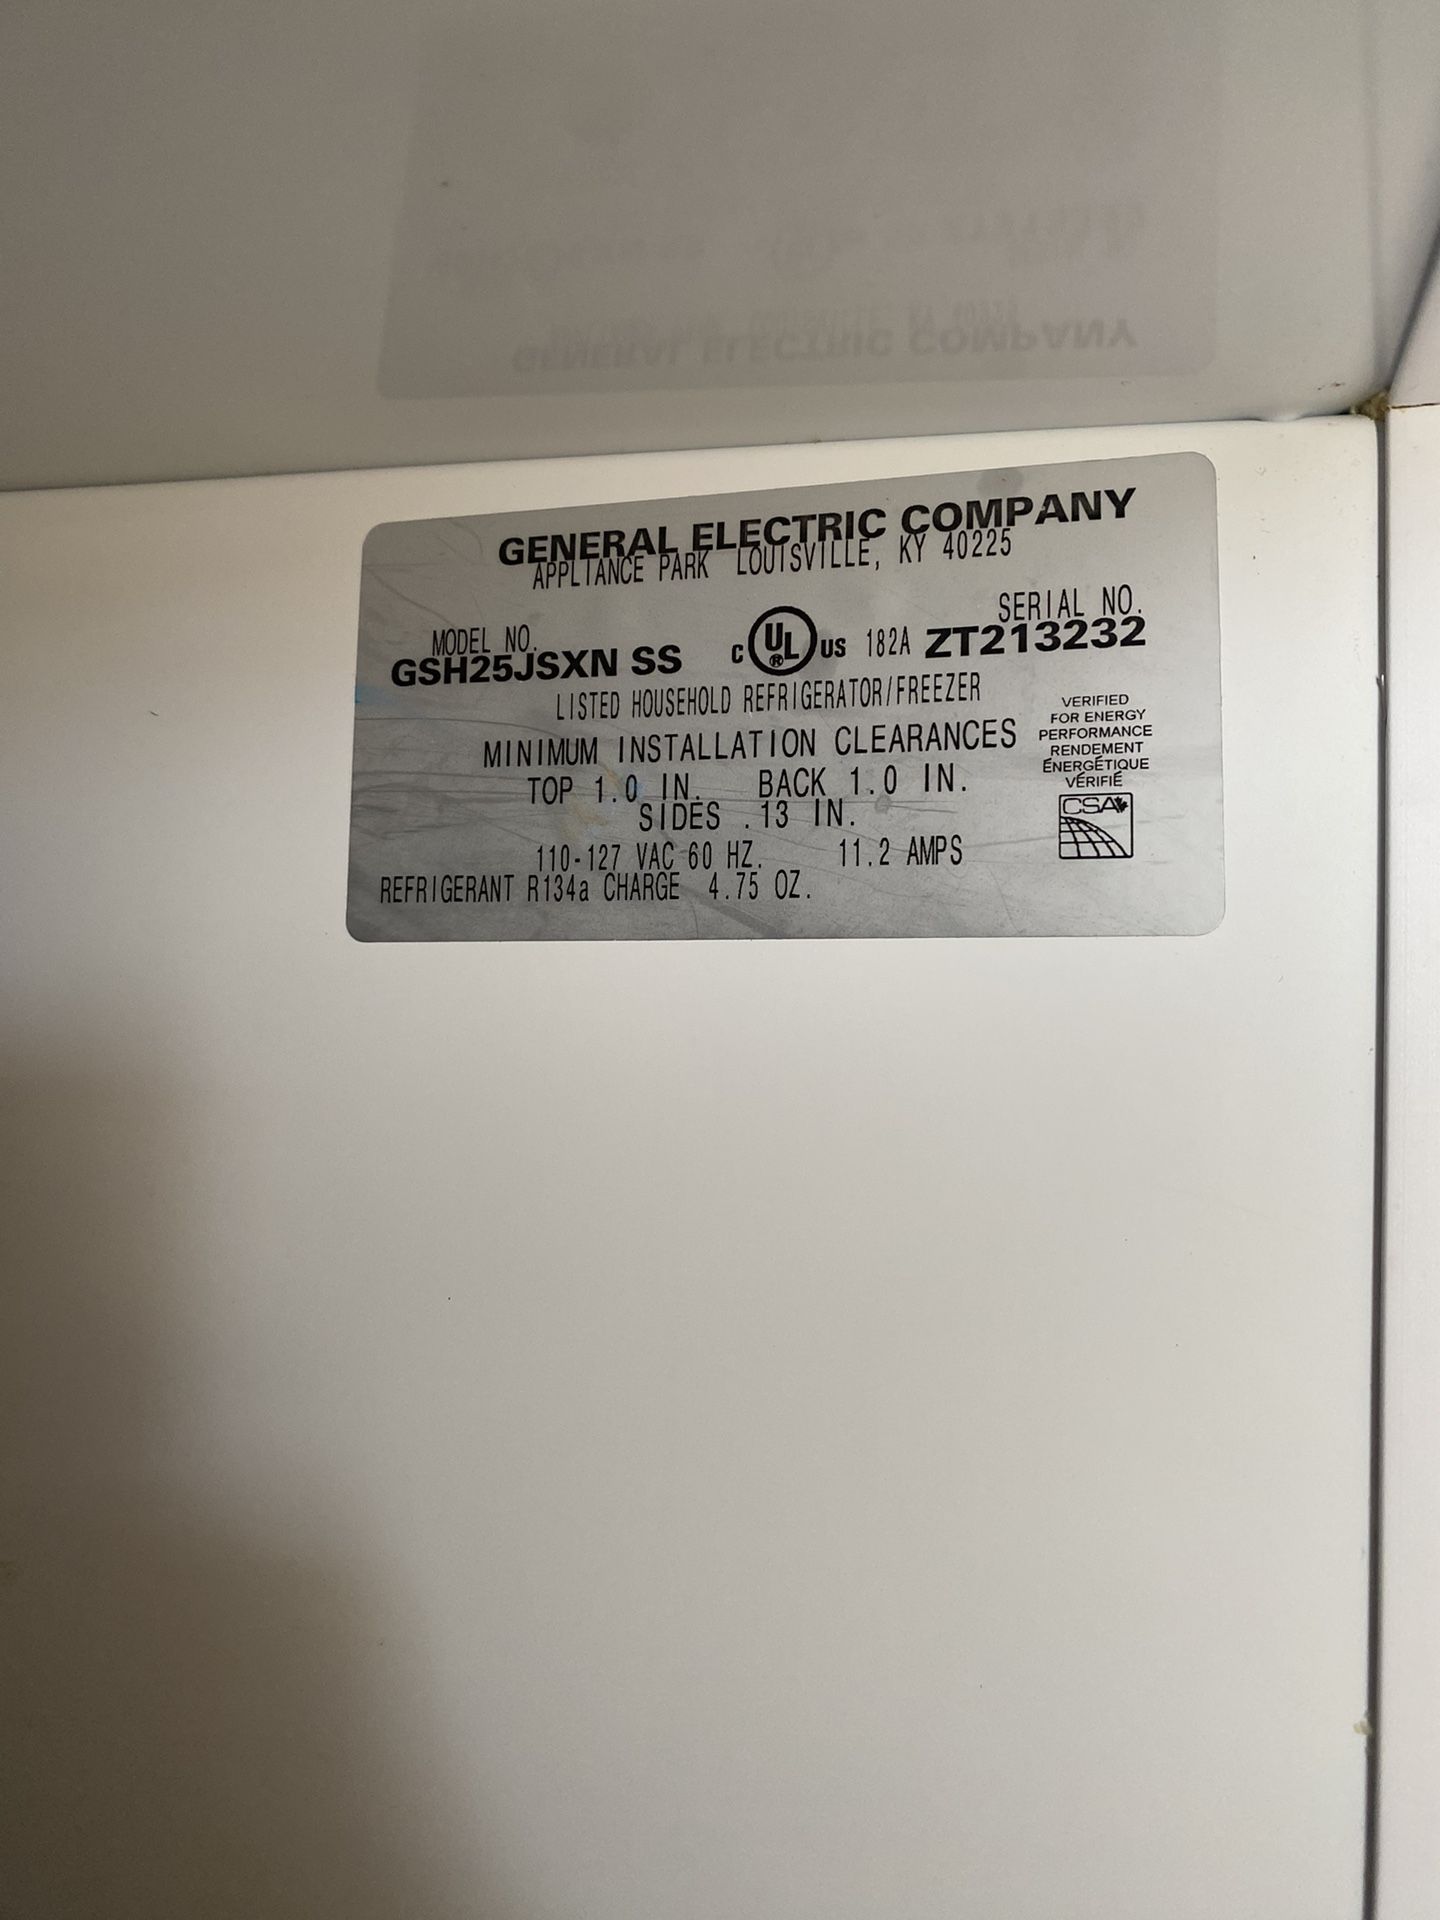 GENERAL ELECTRIC COMPANY
APPLIANCE PARK LOUISVILLE, KY 40225
MODEL NO.
GSH25JSXN SS
C UL ® US 182A
SERIAL NO.
ZT213232
LISTED HOUSEHOLD REFRIGERATOR/FREEZER
MINIMUM INSTALLATION CLEARANCES
TOP 1.0 IN. BACK 1.0 IN.
SIDES .13 IN.
110-127 VAC 60 HZ. 11.2 AMPS
REFRIGERANT R134a CHARGE 4.75 OZ.
VERIFIED
FOR ENERGY
PERFORMANCE
RENDEMENT
ÉNERGÉTIQUE
VÉRIFIÉ
CSA